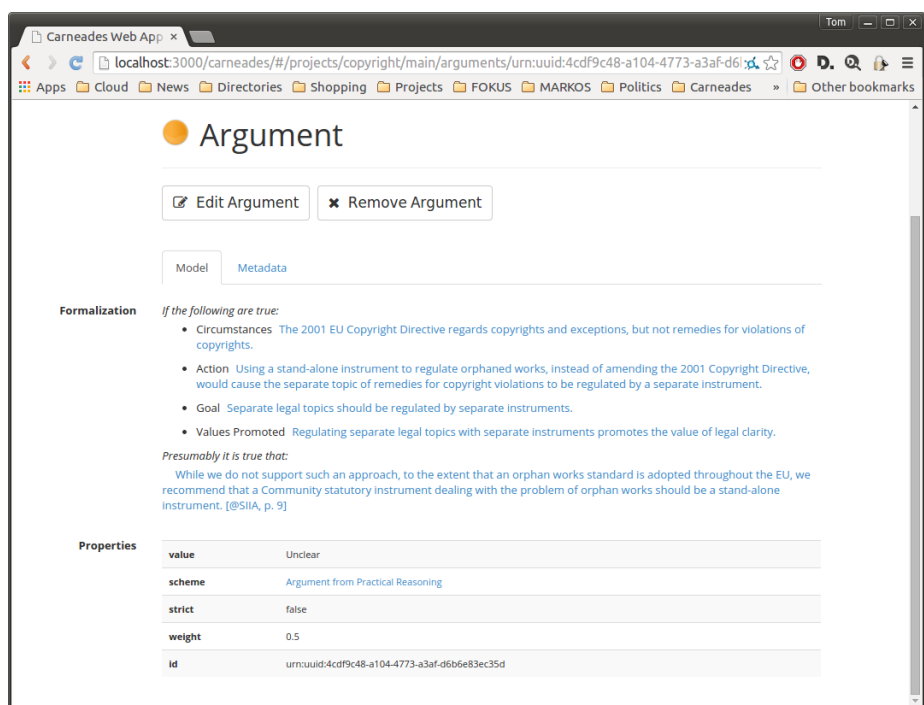 Tom
Carneades Web App
localhost:3000/carneades/#/projects/copyright/main/arguments/urn:uuid:4cdf9c48-a104-4773-a3af-d6
Apps Cloud News Directories Shopping Projects FOKUS MARKOS Politics Carneades » Other bookmarks
Argument
Edit Argument Remove Argument
Model Metadata
Formalization If the following are true:
• Circumstances The 2001 EU Copyright Directive regards copyrights and exceptions, but not remedies for violations of
copyrights.
• Action Using a stand-alone instrument to regulate orphaned works, instead of amending the 2001 Copyright Directive,
would cause the separate topic of remedies for copyright violations to be regulated by a separate instrument.
• Goal Separate legal topics should be regulated by separate instruments.
• Values Promoted Regulating separate legal topics with separate instruments promotes the value of legal clarity.
Presumably it is true that:
While we do not support such an approach, to the extent that an orphan works standard is adopted throughout the EU, we
recommend that a Community statutory instrument dealing with the problem of orphan works should be a stand-alone
instrument. [@SIIA, p. 9]
Properties
value Unclear
scheme Argument from Practical Reasoning
strict false
weight 0.5
id urn:uuid:4cdf9c48-a104-4773-a3af-d6b6e83ec35d